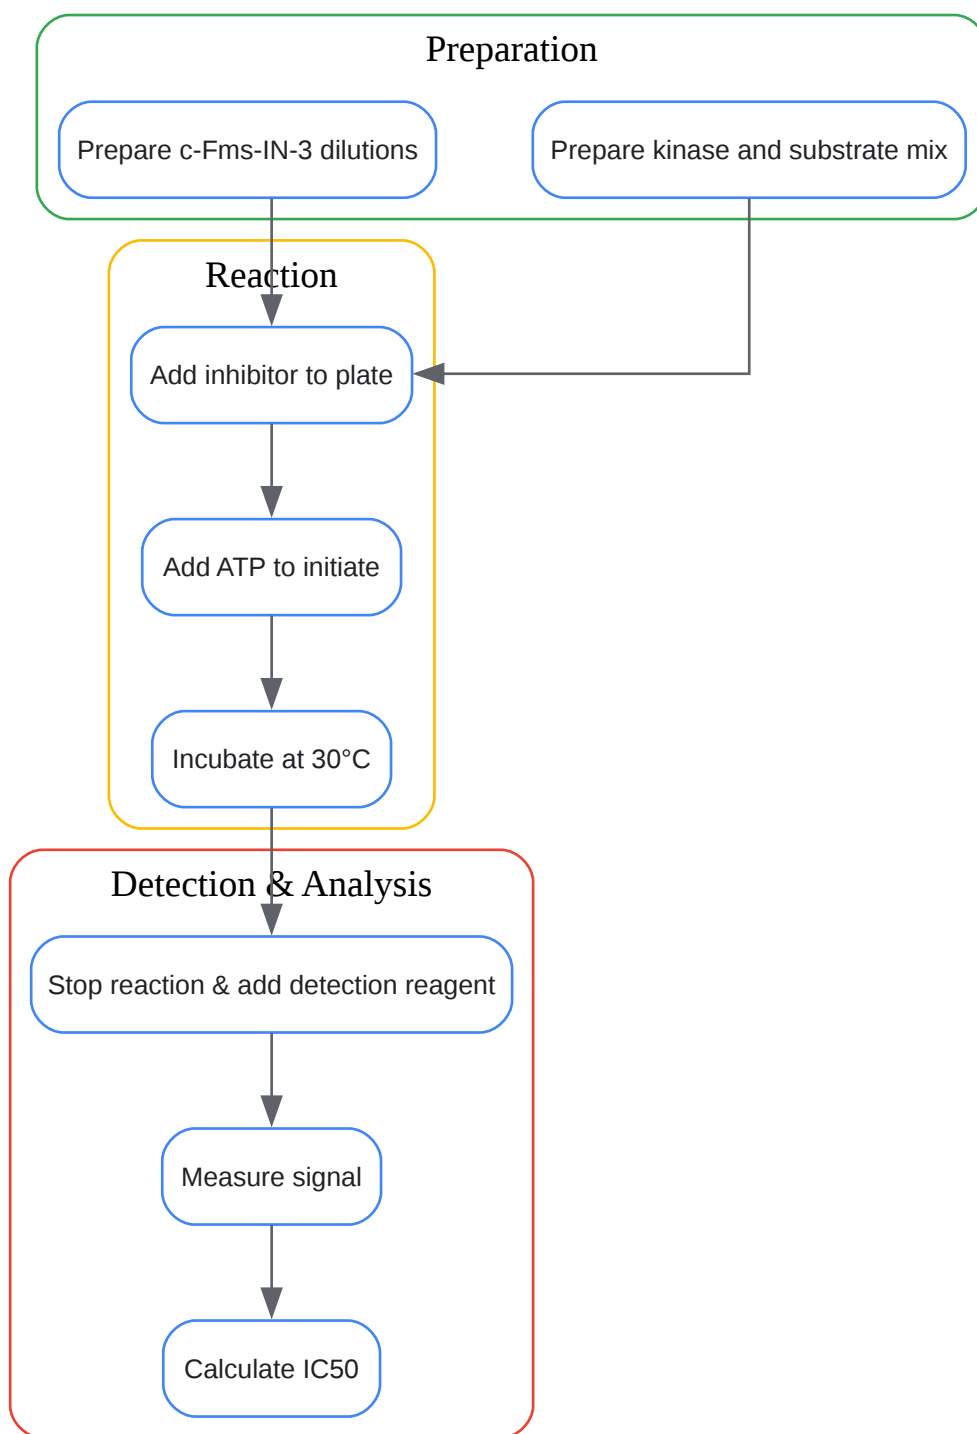 Preparation
Prepare c-Fms-IN-3 dilutions
Prepare kinase and substrate mix
Reaction
Add inhibitor to plate
Add ATP to initiate
Incubate at 30°C
Detection & Analysis
Stop reaction & add detection reagent
Measure signal
Calculate IC50